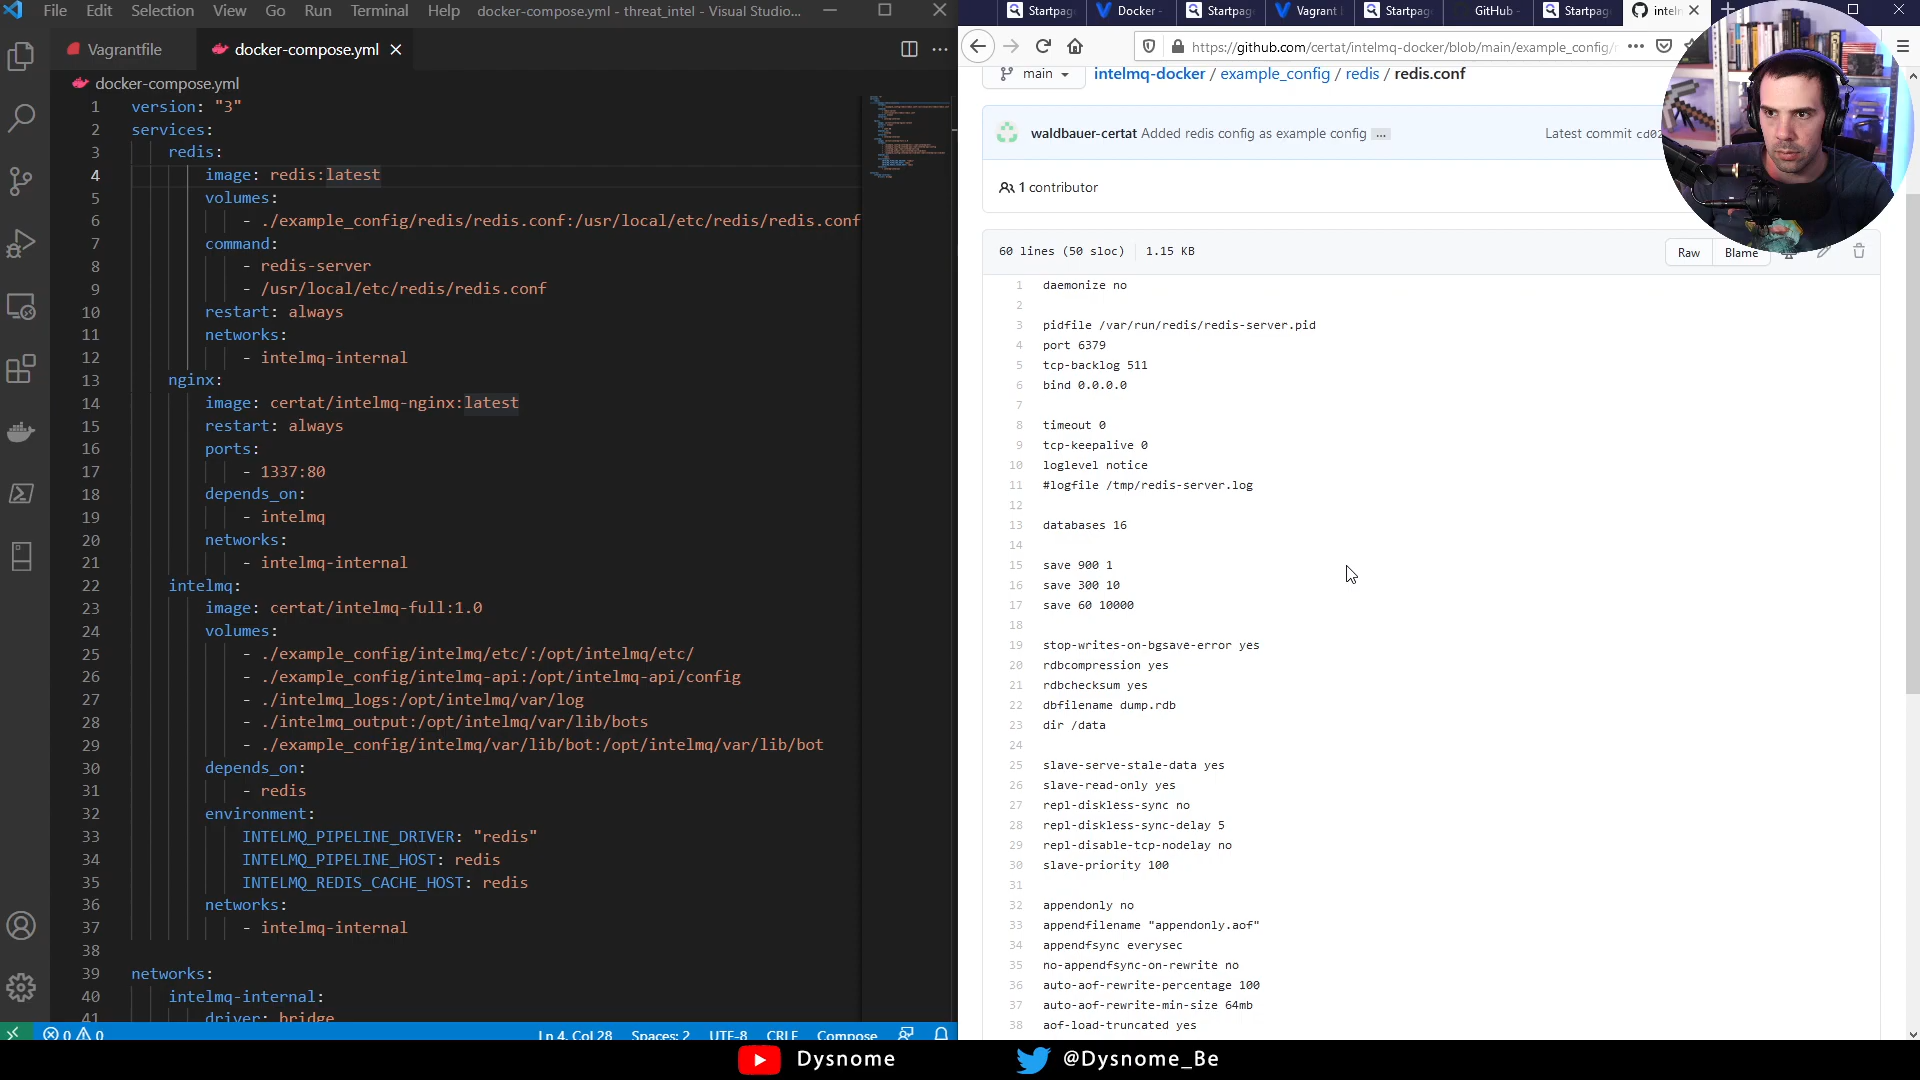 File Edit Selection View Go Run Terminal Help docker-compose.yml - threat_intel - Visual Studio...
Vagrantfile docker-compose.yml
docker-compose.yml
1 version: "3"
2 services:
3 redis:
4 image: redis:latest
5 volumes:
6 - ./example_config/redis/redis.conf:/usr/local/etc/redis/redis.conf
7 command:
8 - redis-server
9 - /usr/local/etc/redis/redis.conf
10 restart: always
11 networks:
12 - intelmq-internal
13 nginx:
14 image: certat/intelmq-nginx:latest
15 restart: always
16 ports:
17 - 1337:80
18 depends_on:
19 - intelmq
20 networks:
21 - intelmq-internal
22 intelmq:
23 image: certat/intelmq-full:1.0
24 volumes:
25 - ./example_config/intelmq/etc/:/opt/intelmq/etc/
26 - ./example_config/intelmq-api:/opt/intelmq-api/config
27 - ./intelmq_logs:/opt/intelmq/var/log
28 - ./intelmq_output:/opt/intelmq/var/lib/bots
29 - ./example_config/intelmq/var/lib/bot:/opt/intelmq/var/lib/bot
30 depends_on:
31 - redis
32 environment:
33 INTELMQ_PIPELINE_DRIVER: "redis"
34 INTELMQ_PIPELINE_HOST: redis
35 INTELMQ_REDIS_CACHE_HOST: redis
36 networks:
37 - intelmq-internal
38
39 networks:
40 intelmq-internal:
41 driver: bridge
0 0 Ln 4, Col 28 Spaces: 2 UTF-8 CRLF Compose
Startpag Docker - Startpag Vagrant Startpag GitHub - Startpag intelm
https://github.com/certat/intelmq-docker/blob/main/example_config/
main intelmq-docker / example_config / redis / redis.conf
waldbauer-certat Added redis config as example config ... Latest commit cd02
1 contributor
60 lines (50 sloc) 1.15 KB Raw Blame
1 daemonize no
2
3 pidfile /var/run/redis/redis-server.pid
4 port 6379
5 tcp-backlog 511
6 bind 0.0.0.0
7
8 timeout 0
9 tcp-keepalive 0
10 loglevel notice
11 #logfile /tmp/redis-server.log
12
13 databases 16
14
15 save 900 1
16 save 300 10
17 save 60 10000
18
19 stop-writes-on-bgsave-error yes
20 rdbcompression yes
21 rdbchecksum yes
22 dbfilename dump.rdb
23 dir /data
24
25 slave-serve-stale-data yes
26 slave-read-only yes
27 repl-diskless-sync no
28 repl-diskless-sync-delay 5
29 repl-disable-tcp-nodelay no
30 slave-priority 100
31
32 appendonly no
33 appendfilename "appendonly.aof"
34 appendfsync everysec
35 no-appendfsync-on-rewrite no
36 auto-aof-rewrite-percentage 100
37 auto-aof-rewrite-min-size 64mb
38 aof-load-truncated yes
Dysnome @Dysnome_Be